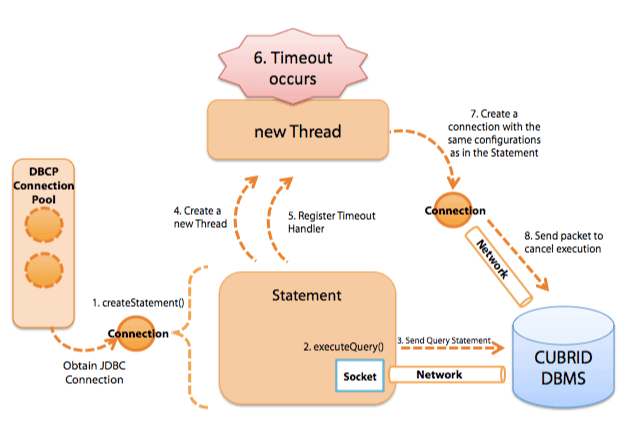 6. Timeout
occurs
new Thread
7. Create a
connection with the
same configurations
as in the Statement
DBCP
Connection
Pool
4. Create a
new Thread
5. Register Timeout
Handler
Connection
8. Send packet to
cancel execution
Network
1. createStatement()
Connection
Obtain JDBC
Connection
Statement
2. executeQuery()
3. Send Query Statement
Socket
Network
CUBRID
DBMS